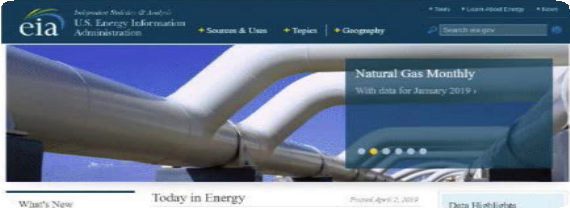 eia
Independent Statistics & Analysis
U.S. Energy Information
Administration
+ Sources & Uses
+ Topics
+ Geography
+ Tools
+ Learn About Energy
+ News
Search eia.gov
Natural Gas Monthly
With data for January 2019 ›
What's New
Today in Energy
Posted April 2, 2019
Data Highlights